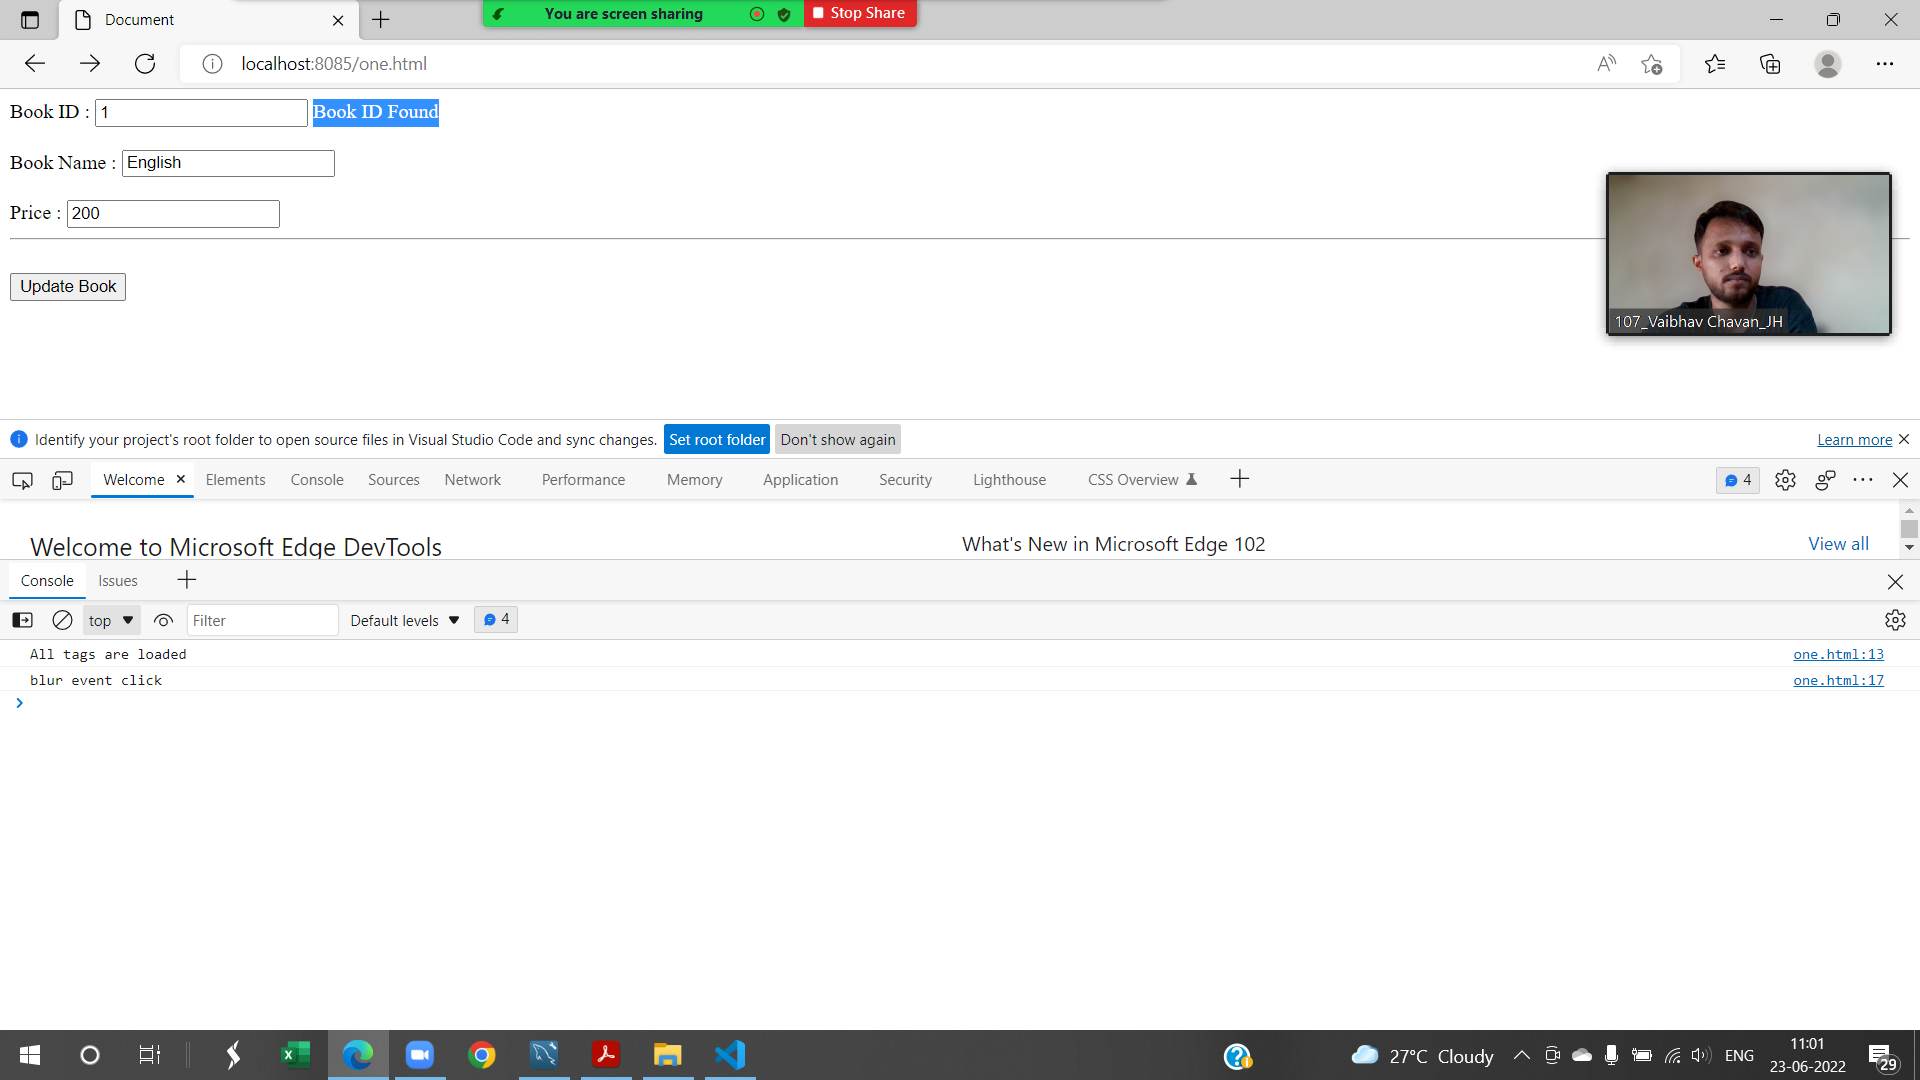 Document
You are screen sharing
Stop Share
localhost:8085/one.html
Book ID : 1 Book ID Found
Book Name : English
Price : 200
Update Book
107_Vaibhav Chavan_JH
Identify your project's root folder to open source files in Visual Studio Code and sync changes. Set root folder Don't show again Learn more
Welcome Elements Console Sources Network Performance Memory Application Security Lighthouse CSS Overview 4
Welcome to Microsoft Edge DevTools What's New in Microsoft Edge 102 View all
Console Issues
top Filter Default levels 4
All tags are loaded one.html:13
blur event click one.html:17
27°C Cloudy ENG
11:01
23-06-2022
29